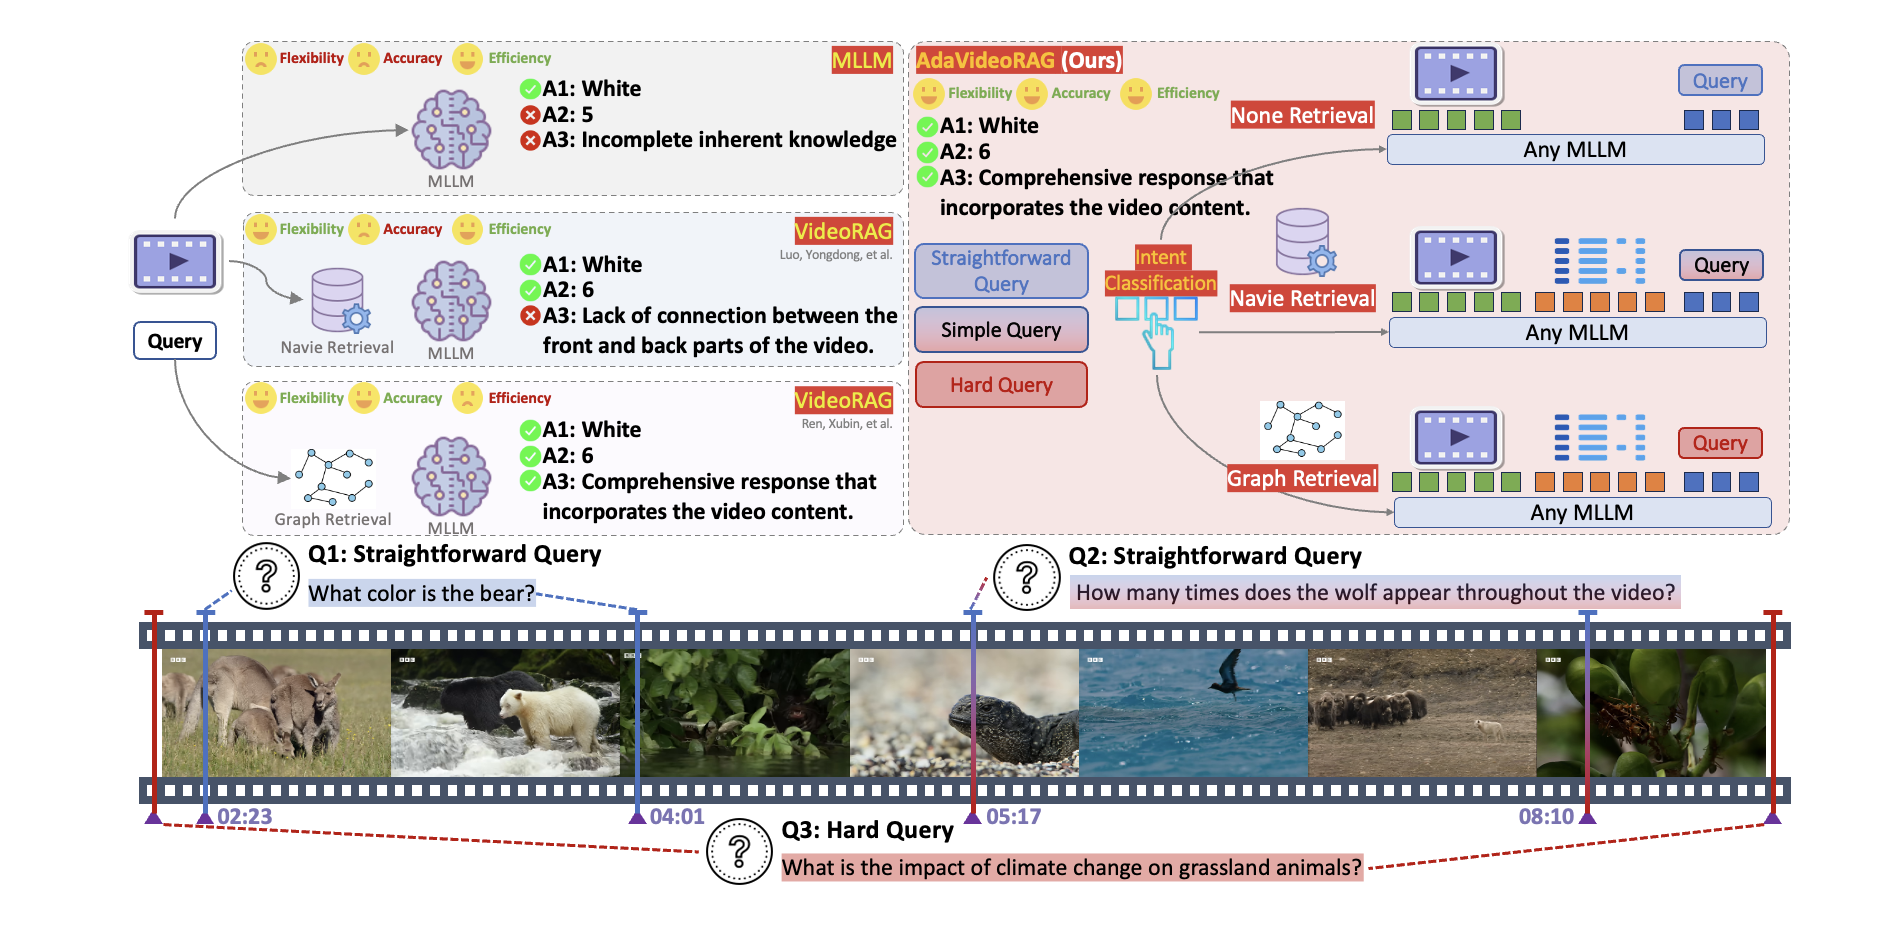 Flexibility Accuracy Efficiency
MLLM
A1: White
A2: 5
A3: Incomplete inherent knowledge
MLLM
Flexibility Accuracy Efficiency
VideoRAG
Luo, Yongdong, et al.
A1: White
A2: 6
A3: Lack of connection between the
front and back parts of the video.
Navie Retrieval
MLLM
Query
Flexibility Accuracy Efficiency
VideoRAG
Ren, Xubin, et al.
A1: White
A2: 6
A3: Comprehensive response that
incorporates the video content.
Graph Retrieval
MLLM
AdaVideoRAG (Ours)
Flexibility Accuracy Efficiency
A1: White
A2: 6
A3: Comprehensive response that
incorporates the video content.
Straightforward
Query
Simple Query
Hard Query
Intent
Classification
None Retrieval
Query
Any MLLM
Navie Retrieval
Query
Any MLLM
Graph Retrieval
Query
Any MLLM
Q1: Straightforward Query
What color is the bear?
Q2: Straightforward Query
How many times does the wolf appear throughout the video?
BBC
BBC
BBC
BBC
BBC
BBC
BBC
02:23
04:01
05:17
08:10
Q3: Hard Query
What is the impact of climate change on grassland animals?